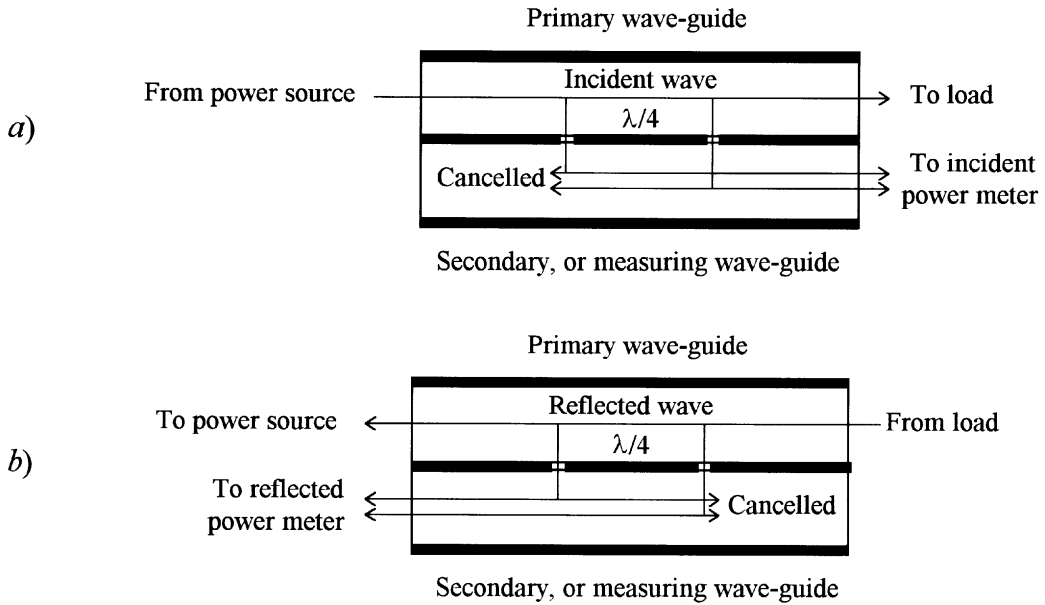 Primary wave-guide
a)
From power source
Incident wave
To load
λ/4
Cancelled
To incident
power meter
Secondary, or measuring wave-guide
Primary wave-guide
b)
To power source
Reflected wave
From load
λ/4
To reflected
power meter
Cancelled
Secondary, or measuring wave-guide